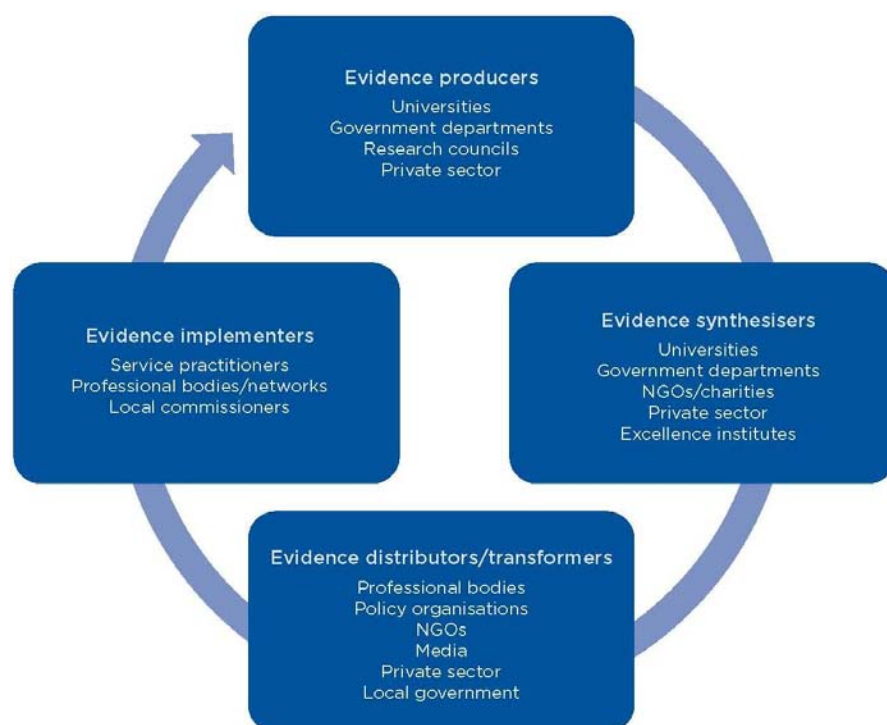 Evidence producers
Universities
Government departments
Research councils
Private sector
Evidence synthesisers
Universities
Government departments
NGOs/charities
Private sector
Excellence institutes
Evidence distributors/transformers
Professional bodies
Policy organisations
NGOs
Media
Private sector
Local government
Evidence implementers
Service practitioners
Professional bodies/networks
Local commissioners